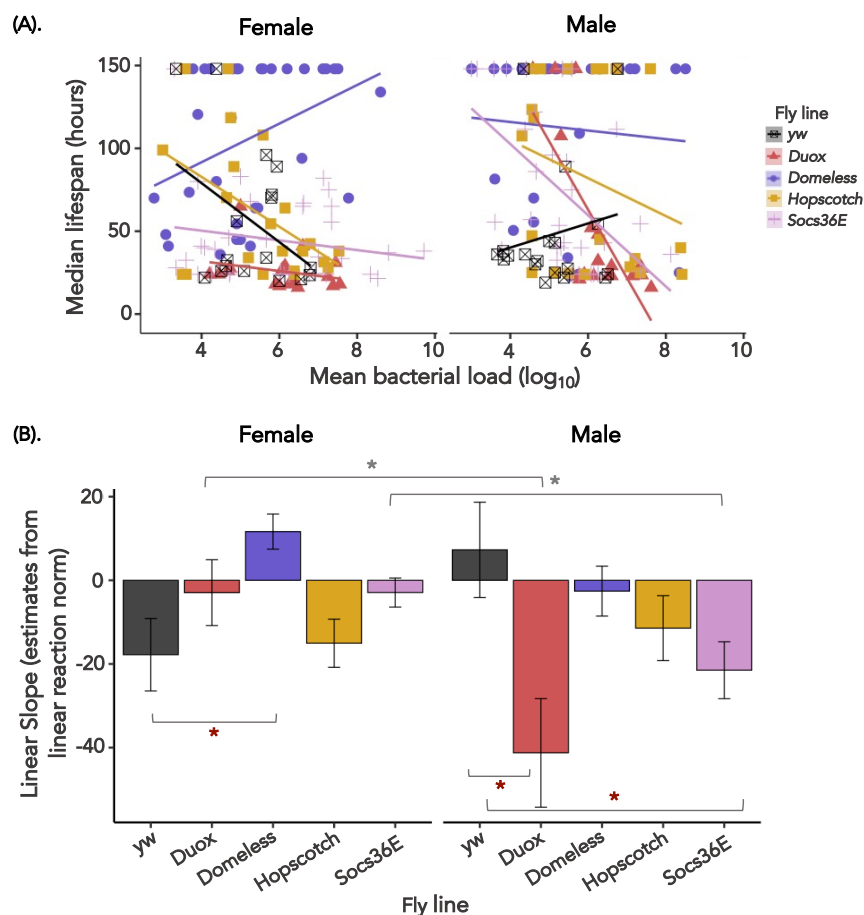 (A).
Female
Male
Median lifespan (hours)
150
100
50
0
4
6
8
10
4
6
8
10
Mean bacterial load (log10)
Fly line
yw
Duox
Domeless
Hopscotch
Socs36E
(B).
Female
Male
*
*
Linear Slope (estimates from
linear reaction norm)
20
0
-20
-40
*
*
*
yw
Duox
Domeless
Hopscotch
Socs36E
yw
Duox
Domeless
Hopscotch
Socs36E
Fly line